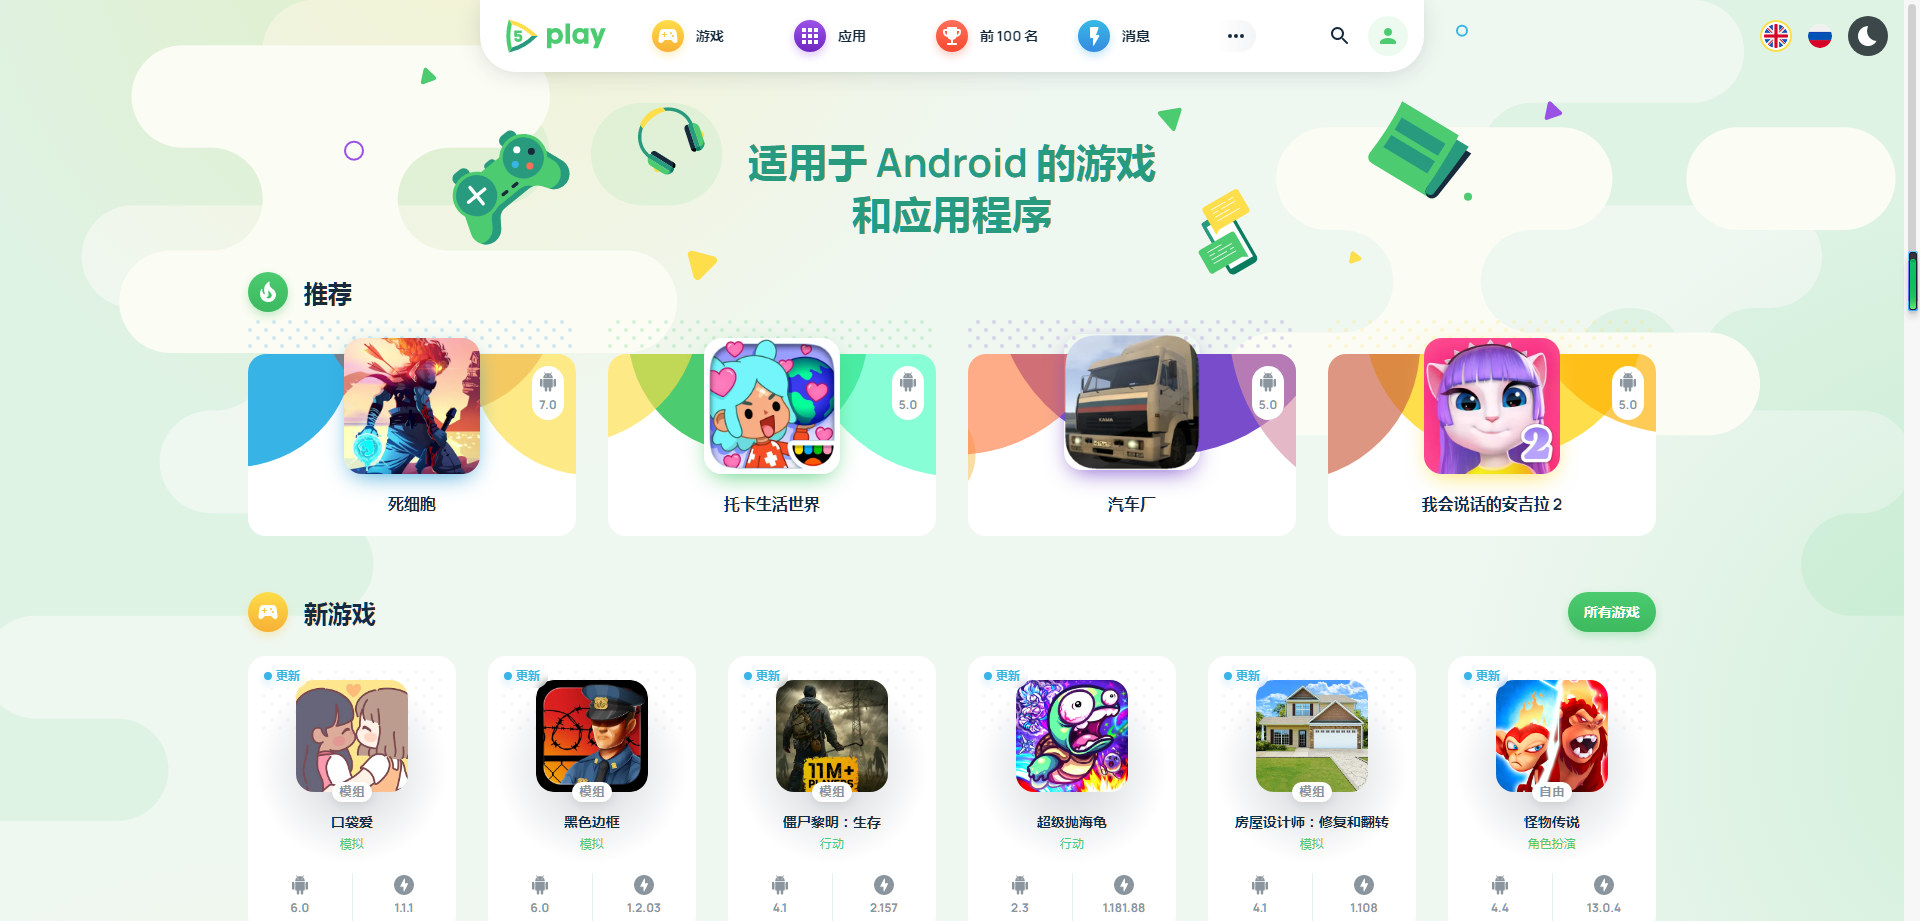 5 play
游戏
应用
前 100 名
消息
适用于 Android 的游戏
和应用程序
推荐
7.0
5.0
5.0
5.0
2
死细胞
托卡生活世界
汽车厂
我会说话的安吉拉 2
新游戏
所有游戏
更新
更新
更新
更新
更新
更新
11M+
PLAYERS
模组
模组
模组
模组
自由
口袋爱
黑色边框
僵尸黎明：生存
超级抛海龟
房屋设计师：修复和翻转
怪物传说
模拟
模拟
行动
行动
模拟
角色扮演
6.0
1.1.1
6.0
1.2.03
4.1
2.157
2.3
1.181.88
4.1
1.108
4.4
13.0.4